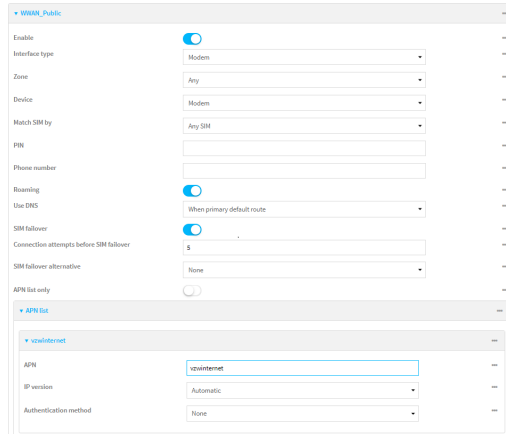 WWAN_Public
Enable
Interface type Modem
Zone Any
Device Modem
Match SIM by Any SIM
PIN
Phone number
Roaming
Use DNS When primary default route
SIM failover
Connection attempts before SIM failover 5
SIM failover alternative None
APN list only
APN list
vzwinternet
APN vzwinternet
IP version Automatic
Authentication method None